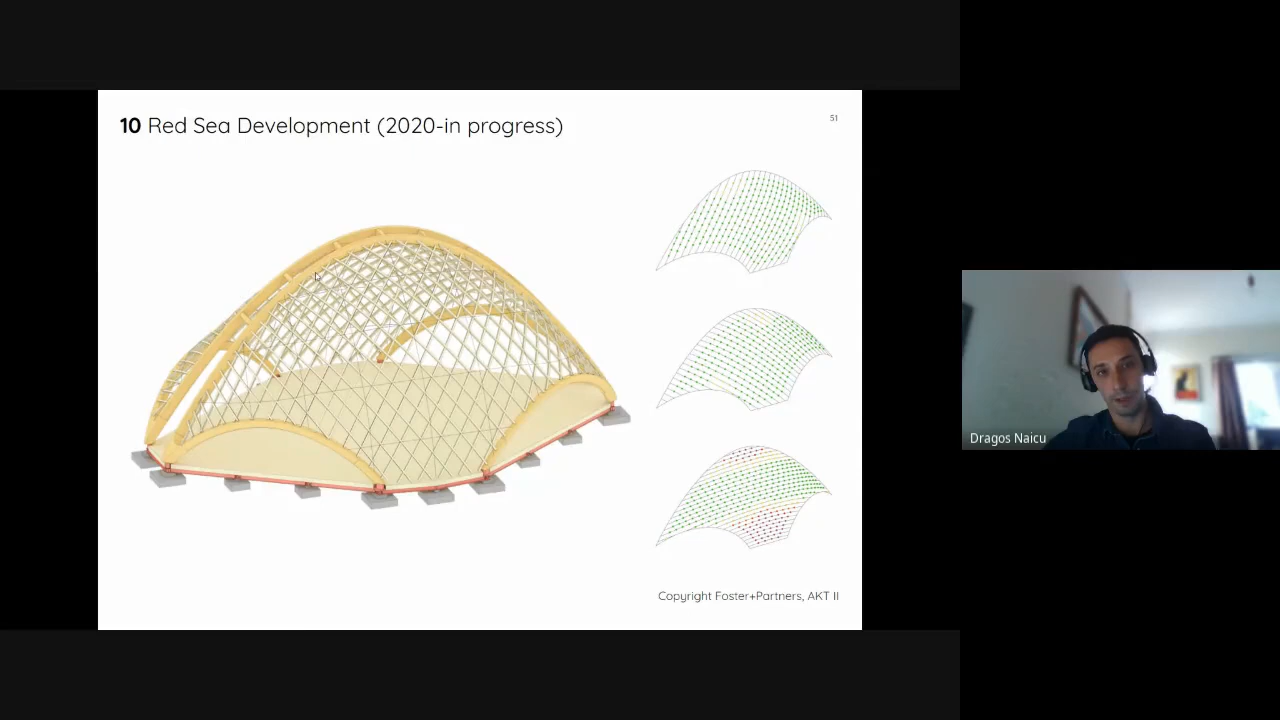 10 Red Sea Development (2020-in progress)
51
Copyright Foster+Partners, AKT II
Dragos Naicu